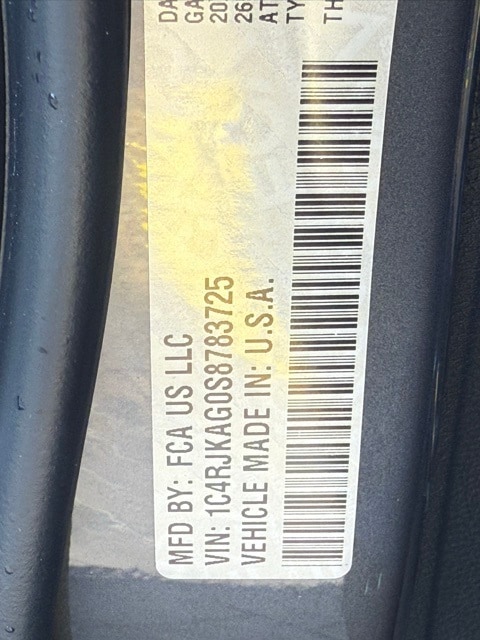 MFD BY: FCA US LLC
VIN: 1C4RJKAG0S8783725
VEHICLE MADE IN: U.S.A.